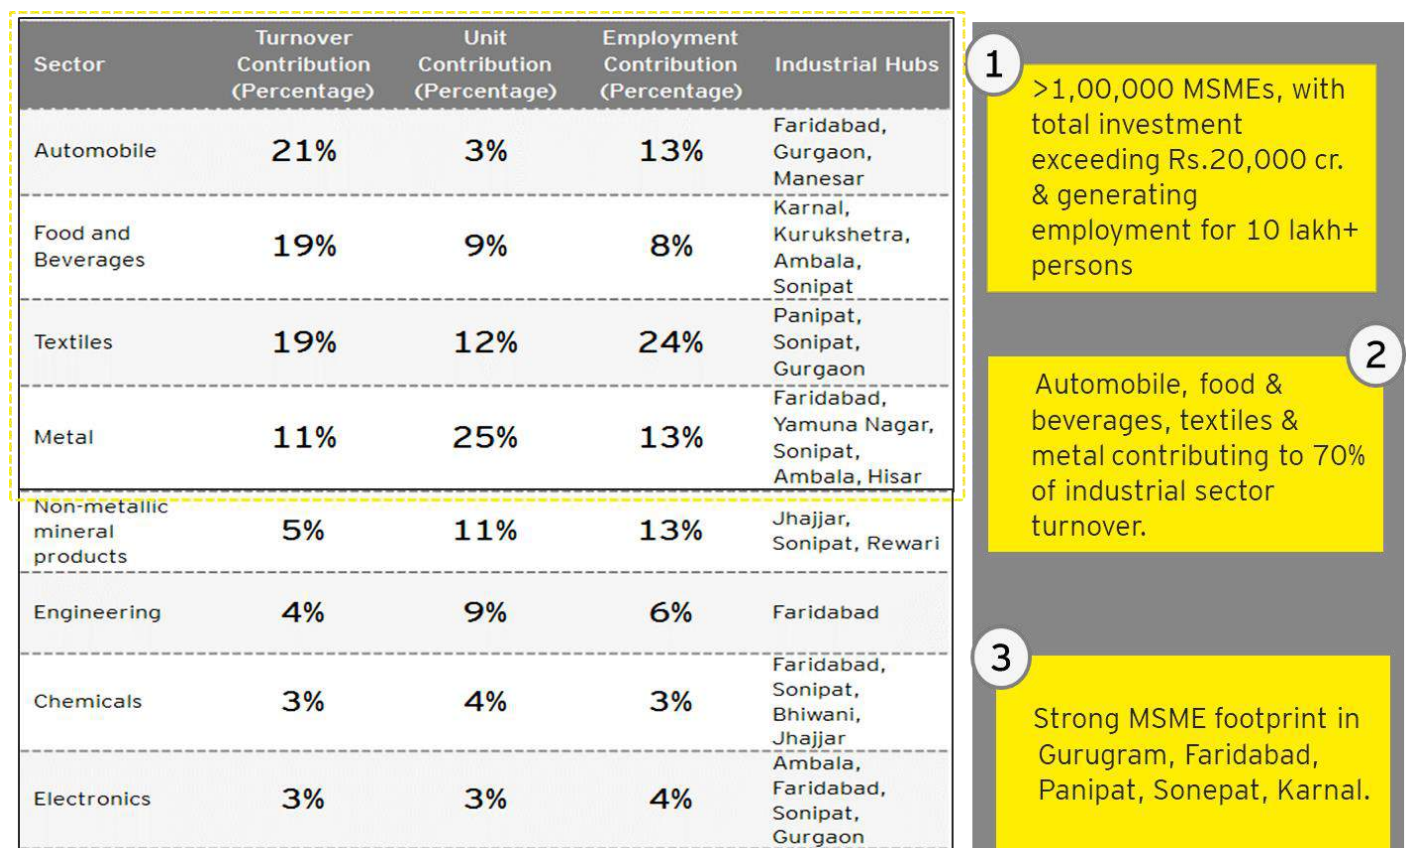 Sector
Turnover
Contribution
(Percentage)
Unit
Contribution
(Percentage)
Employment
Contribution
(Percentage)
Industrial Hubs
Automobile
21%
3%
13%
Faridabad,
Gurgaon,
Manesar
Food and
Beverages
19%
9%
8%
Karnal,
Kurukshetra,
Ambala,
Sonipat
Textiles
19%
12%
24%
Panipat,
Sonipat,
Gurgaon
Metal
11%
25%
13%
Faridabad,
Yamuna Nagar,
Sonipat,
Ambala, Hisar
Non-metallic
mineral
products
5%
11%
13%
Jhajjar,
Sonipat, Rewari
Engineering
4%
9%
6%
Faridabad
Chemicals
3%
4%
3%
Faridabad,
Sonipat,
Bhiwani,
Jhajjar
Electronics
3%
3%
4%
Ambala,
Faridabad,
Sonipat,
Gurgaon
1
>1,00,000 MSMEs, with
total investment
exceeding Rs.20,000 cr.
& generating
employment for 10 lakh+
persons
2
Automobile, food &
beverages, textiles &
metal contributing to 70%
of industrial sector
turnover.
3
Strong MSME footprint in
Gurugram, Faridabad,
Panipat, Sonepat, Karnal.